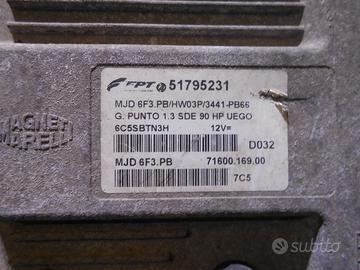 FPT 51795231
MJD 6F3.PB/HW03P/3441-PB66
G. PUNTO 1.3 SDE 90 HP UEGO
6C5SBTN3H 12V=
D032
MJD 6F3.PB 71600.169.00
7C5
MAGNETI
MARELLI
subito